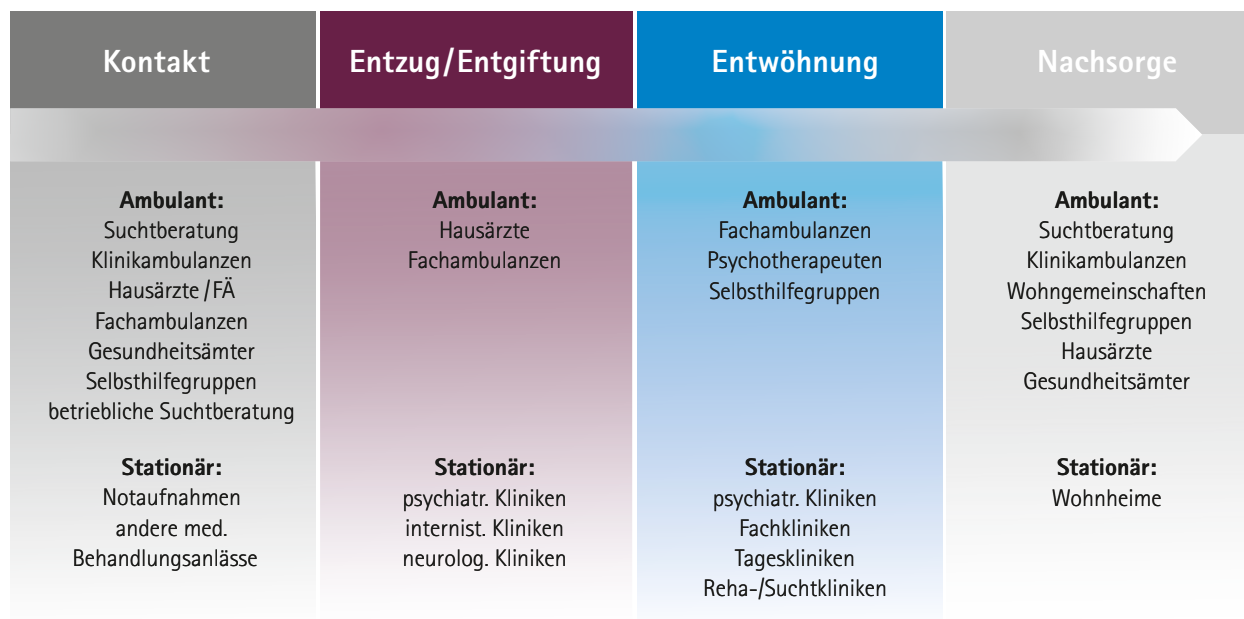 Kontakt
Ambulant:
Suchtberatung
Klinikambulanzen
Hausärzte/FÄ
Fachambulanzen
Gesundheitsämter
Selbsthilfegruppen
betriebliche Suchtberatung
Stationär:
Notaufnahmen
andere med.
Behandlungsanlässe
Entzug/Entgiftung
Ambulant:
Hausärzte
Fachambulanzen
Stationär:
psychiatr. Kliniken
internist. Kliniken
neurolog. Kliniken
Entwöhnung
Ambulant:
Fachambulanzen
Psychotherapeuten
Selbsthilfegruppen
Stationär:
psychiatr. Kliniken
Fachkliniken
Tageskliniken
Reha-/Suchtkliniken
Nachsorge
Ambulant:
Suchtberatung
Klinikambulanzen
Wohngemeinschaften
Selbsthilfegruppen
Hausärzte
Gesundheitsämter
Stationär:
Wohnheime